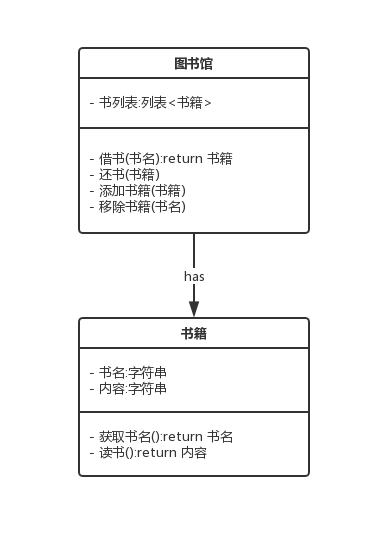 图书馆
- 书列表:列表<书籍>
- 借书(书名):return 书籍
- 还书(书籍)
- 添加书籍(书籍)
- 移除书籍(书名)
has
书籍
- 书名:字符串
- 内容:字符串
- 获取书名():return 书名
- 读书():return 内容